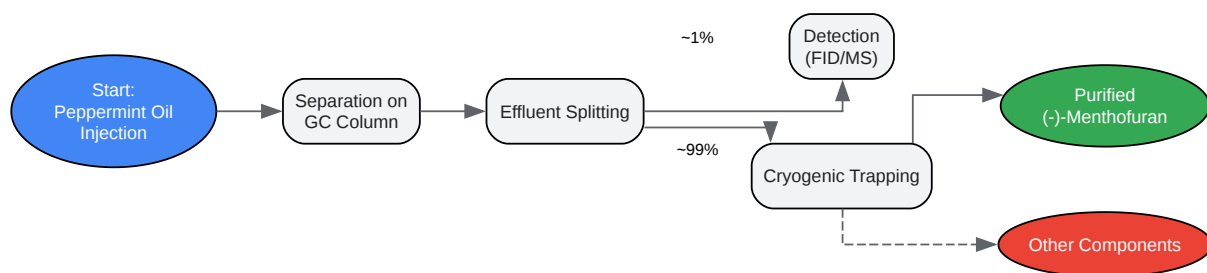 Start:
Peppermint Oil
Injection
Separation on
GC Column
Effluent Splitting
~1%
~99%
Detection
(FID/MS)
Cryogenic Trapping
Purified
(-)-Menthofuran
Other Components